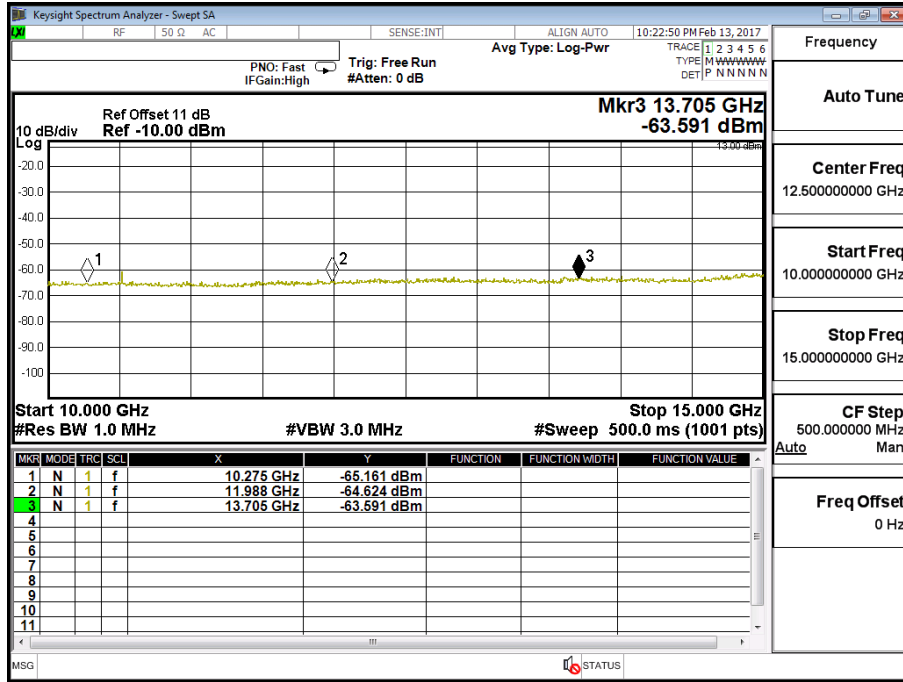 Keysight Spectrum Analyzer - Swept SA
LXI RF 50 Ω AC SENSE:INT ALIGN AUTO 10:22:50 PM Feb 13, 2017
Avg Type: Log-Pwr TRACE 1 2 3 4 5 6
PNO: Fast Trig: Free Run TYPE M WWWWW
IFGain:High #Atten: 0 dB DET P N N N N N
Frequency
Auto Tune
Center Freq
12.500000000 GHz
Start Freq
10.000000000 GHz
Stop Freq
15.000000000 GHz
CF Step
500.000000 MHz
Auto Man
Freq Offset
0 Hz
Ref Offset 11 dB Mkr3 13.705 GHz
10 dB/div Ref -10.00 dBm -63.591 dBm
Log
-13.00 dBm
-20.0
-30.0
-40.0
-50.0
-60.0
-70.0
-80.0
-90.0
-100
1 2 3
Start 10.000 GHz Stop 15.000 GHz
#Res BW 1.0 MHz #VBW 3.0 MHz #Sweep 500.0 ms (1001 pts)
MKR MODE TRC SCL X Y FUNCTION FUNCTION WIDTH FUNCTION VALUE
1 N 1 f 10.275 GHz -65.161 dBm
2 N 1 f 11.988 GHz -64.624 dBm
3 N 1 f 13.705 GHz -63.591 dBm
4
5
6
7
8
9
10
11
MSG STATUS